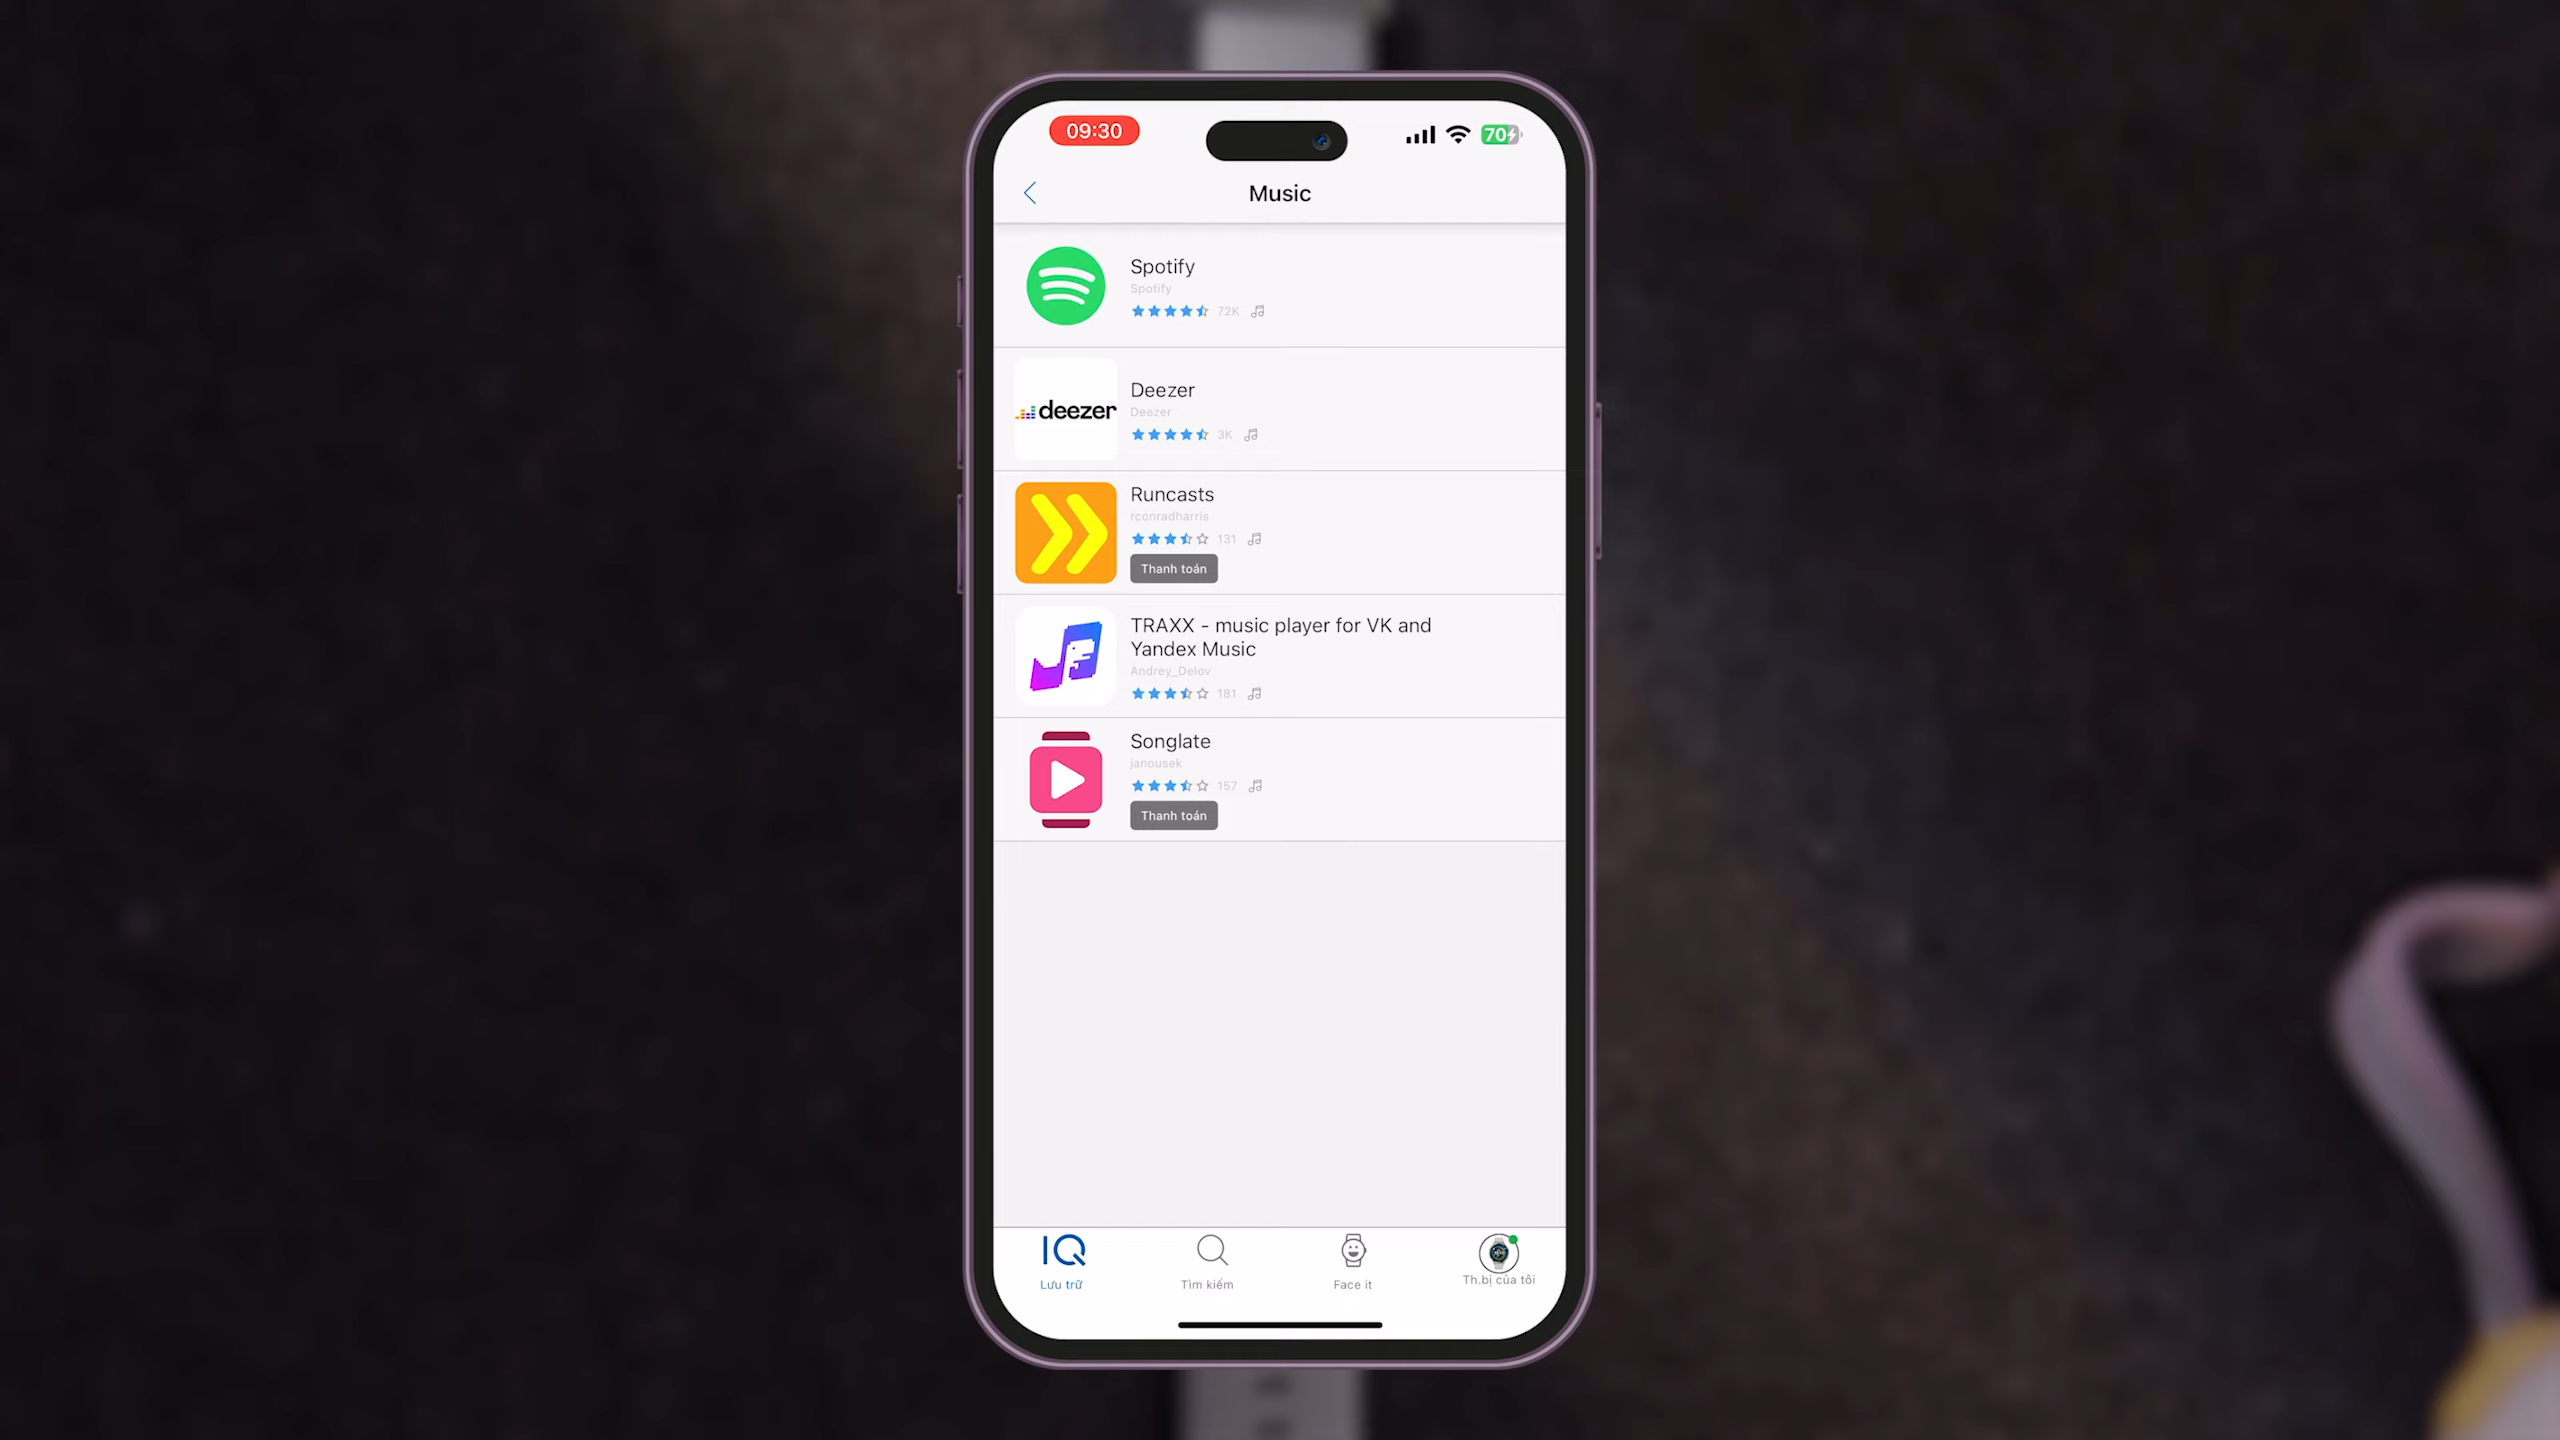 09:30
70
Music
Spotify
Spotify
72K
deezer
Deezer
Deezer
3K
Runcasts
rconradharris
131
Thanh toán
TRAXX - music player for VK and
Yandex Music
Andrey_Delov
181
Songlate
janousek
157
Thanh toán
IQ
Lưu trữ
Tìm kiếm
Face it
Th.bị của tôi